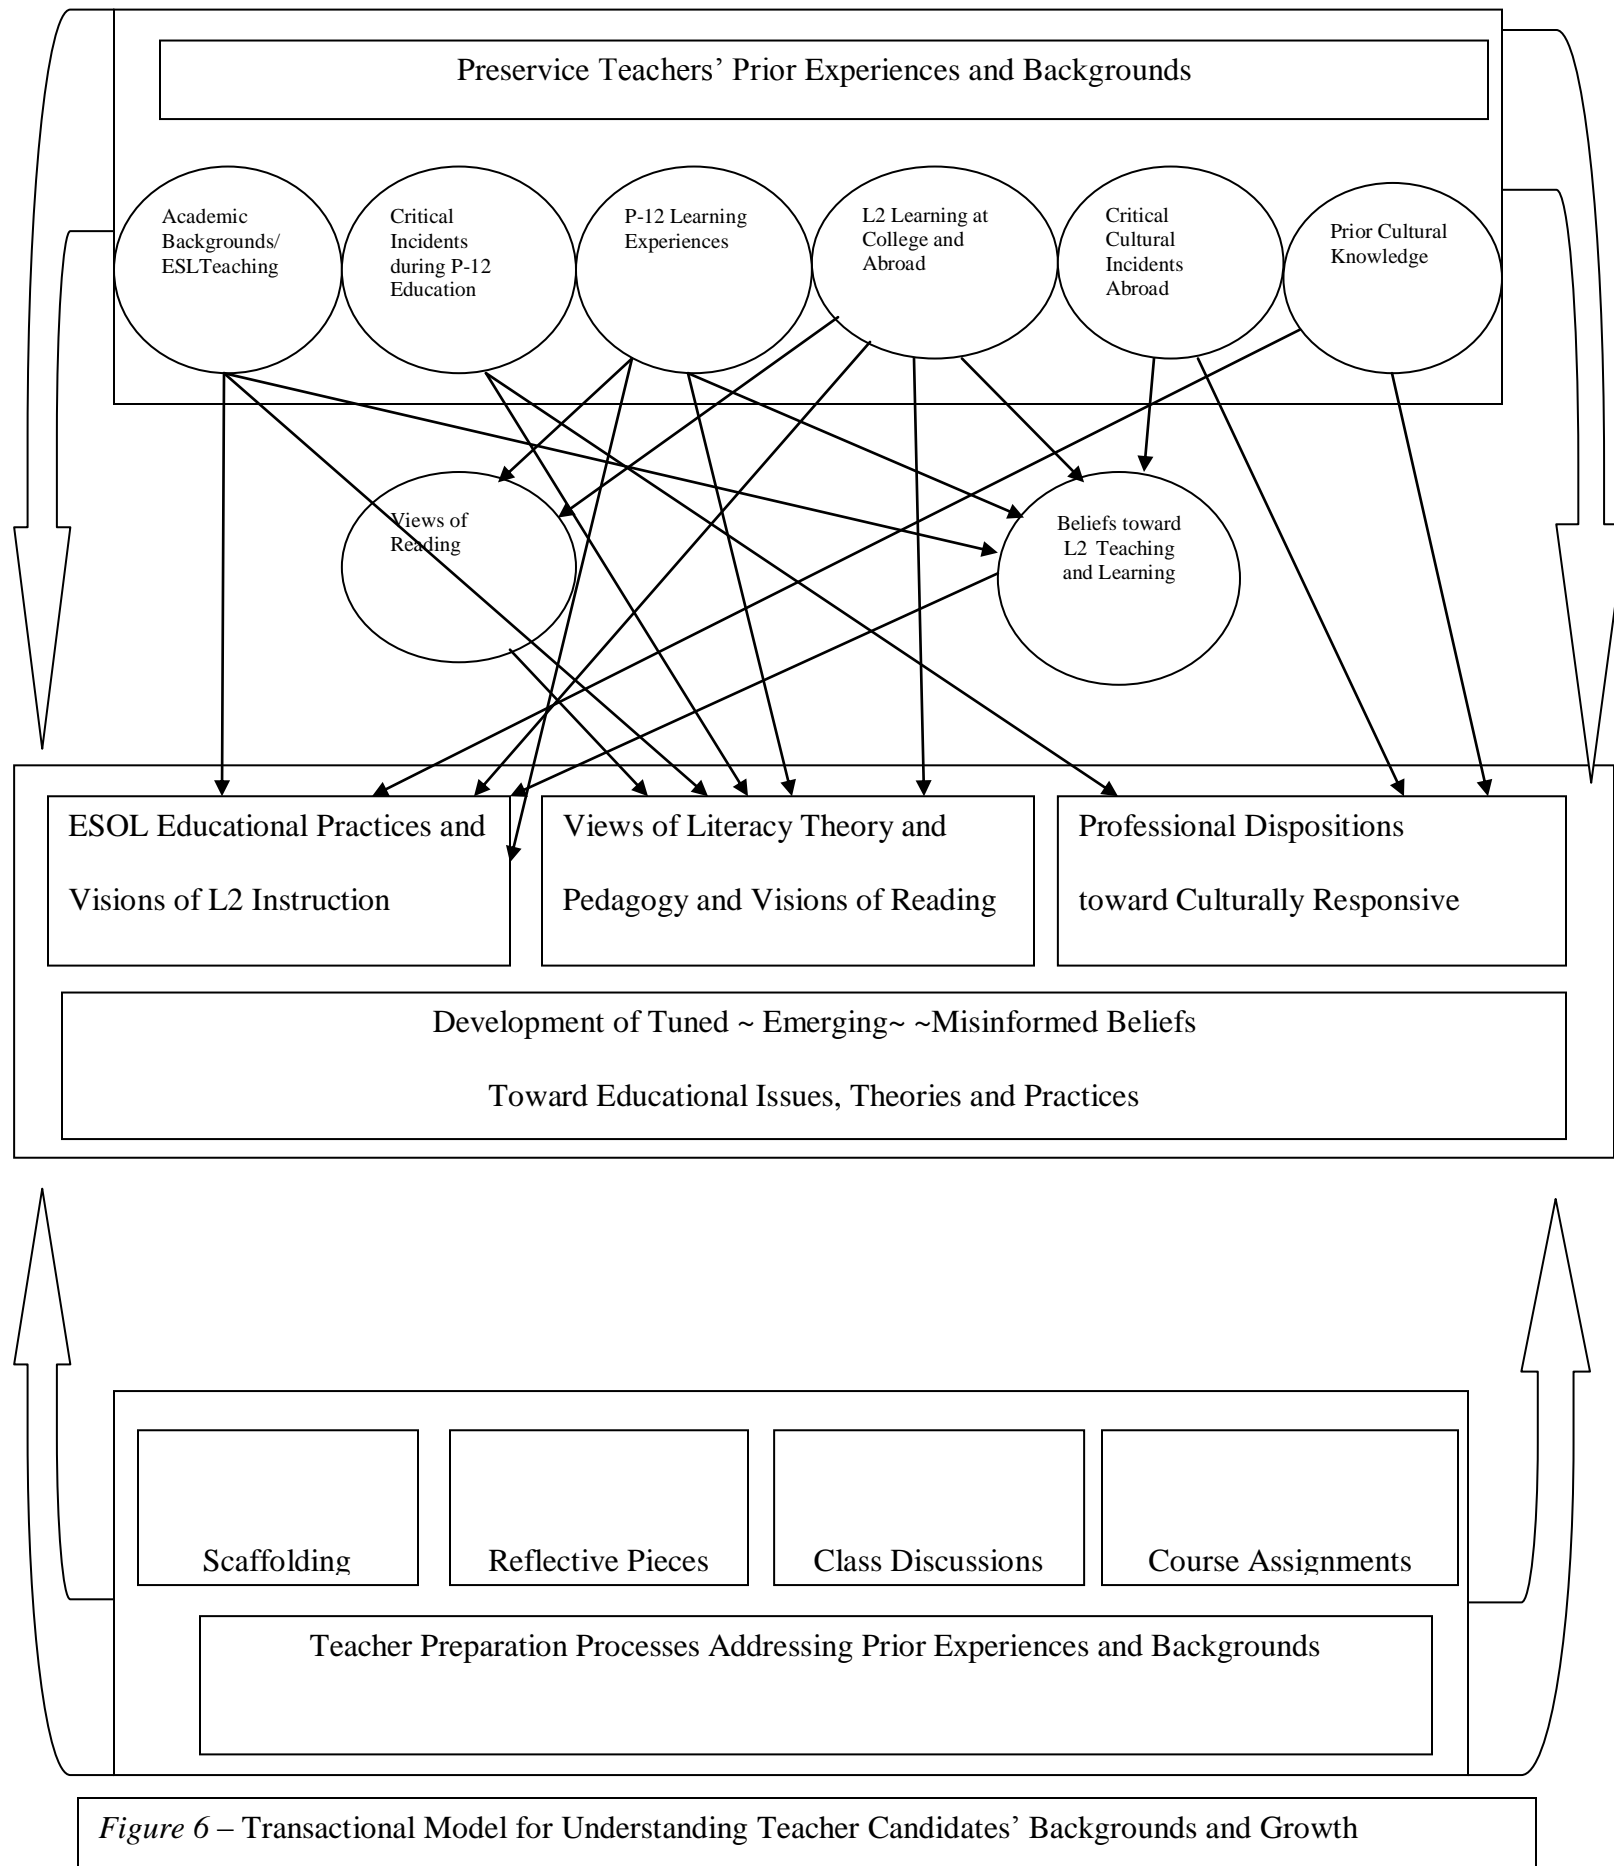 Preservice Teachers’ Prior Experiences and Backgrounds
Academic
Backgrounds/
ESLTeaching
Critical
Incidents
during P-12
Education
P-12 Learning
Experiences
L2 Learning at
College and
Abroad
Critical
Cultural
Incidents
Abroad
Prior Cultural
Knowledge
Views of
Reading
Beliefs toward
L2 Teaching
and Learning
ESOL Educational Practices and
Visions of L2 Instruction
Views of Literacy Theory and
Pedagogy and Visions of Reading
Professional Dispositions
toward Culturally Responsive
Development of Tuned ~ Emerging~ ~Misinformed Beliefs
Toward Educational Issues, Theories and Practices
Scaffolding
Reflective Pieces
Class Discussions
Course Assignments
Teacher Preparation Processes Addressing Prior Experiences and Backgrounds
Figure 6 – Transactional Model for Understanding Teacher Candidates’ Backgrounds and Growth